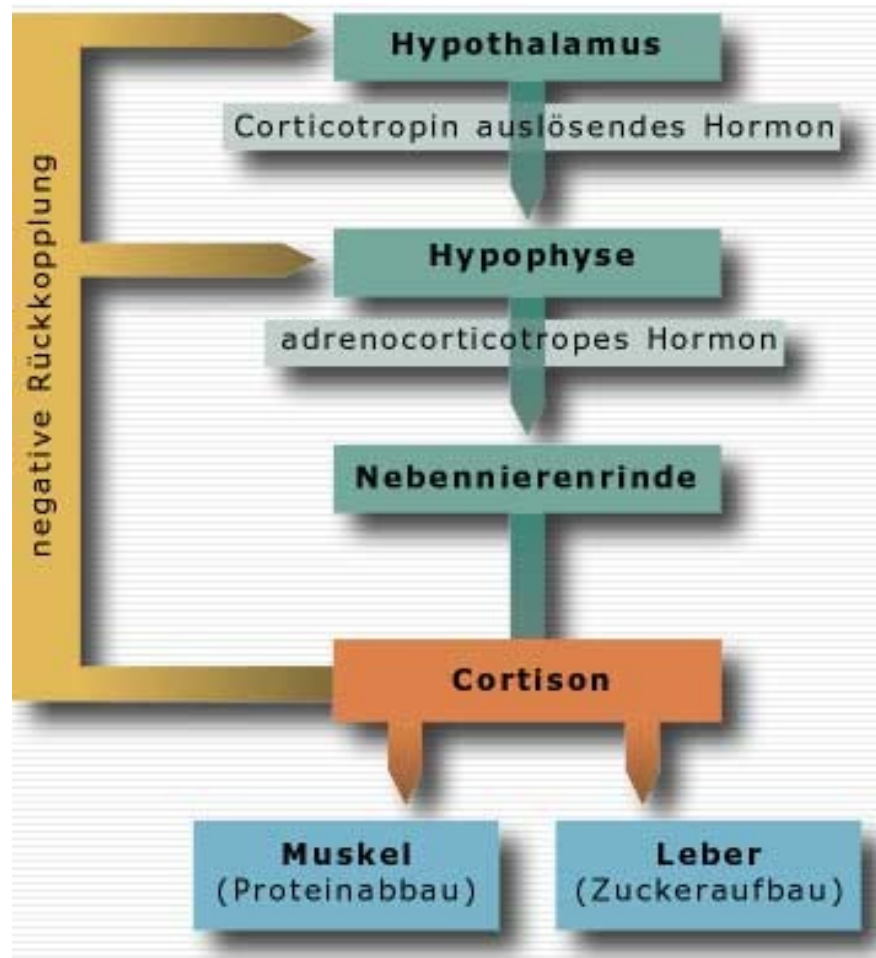 Hypothalamus
Corticotropin auslösendes Hormon
negative Rückkopplung
Hypophyse
adrenocorticotropes Hormon
Nebennierenrinde
Cortison
Muskel
(Proteinabbau)
Leber
(Zuckeraufbau)